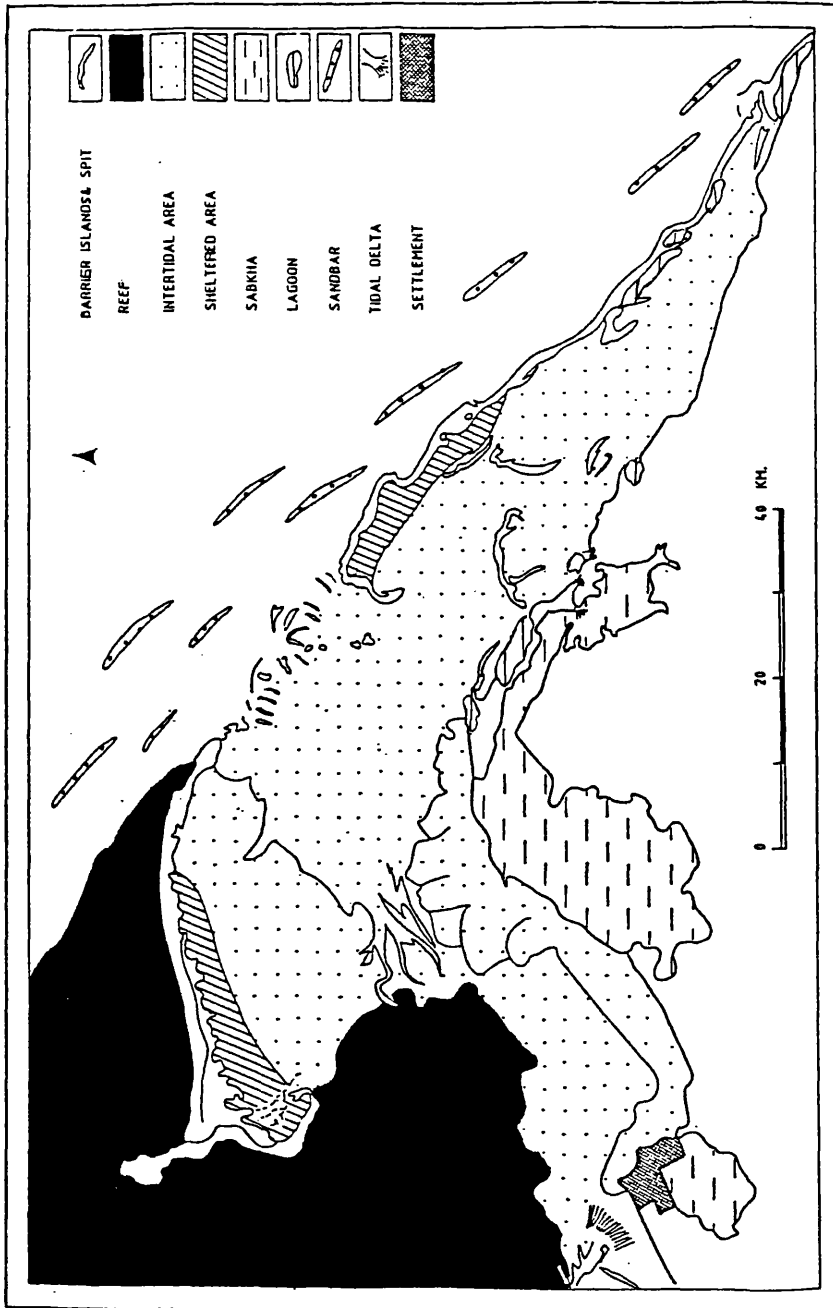 BARRIER ISLANDS & SPIT
REEF
INTERTIDAL AREA
SHELTERED AREA
SABKHA
LAGOON
SANDBAR
TIDAL DELTA
SETTLEMENT
0 20 40 KM.